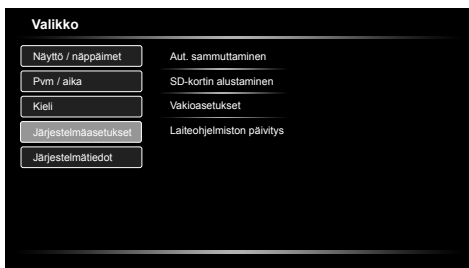 Valikko
Näyttö / näppäimet
Pvm / aika
Kieli
Järjestelmäasetukset
Järjestelmätiedot
Aut. sammuttaminen
SD-kortin alustaminen
Vakioasetukset
Laiteohjelmiston päivitys